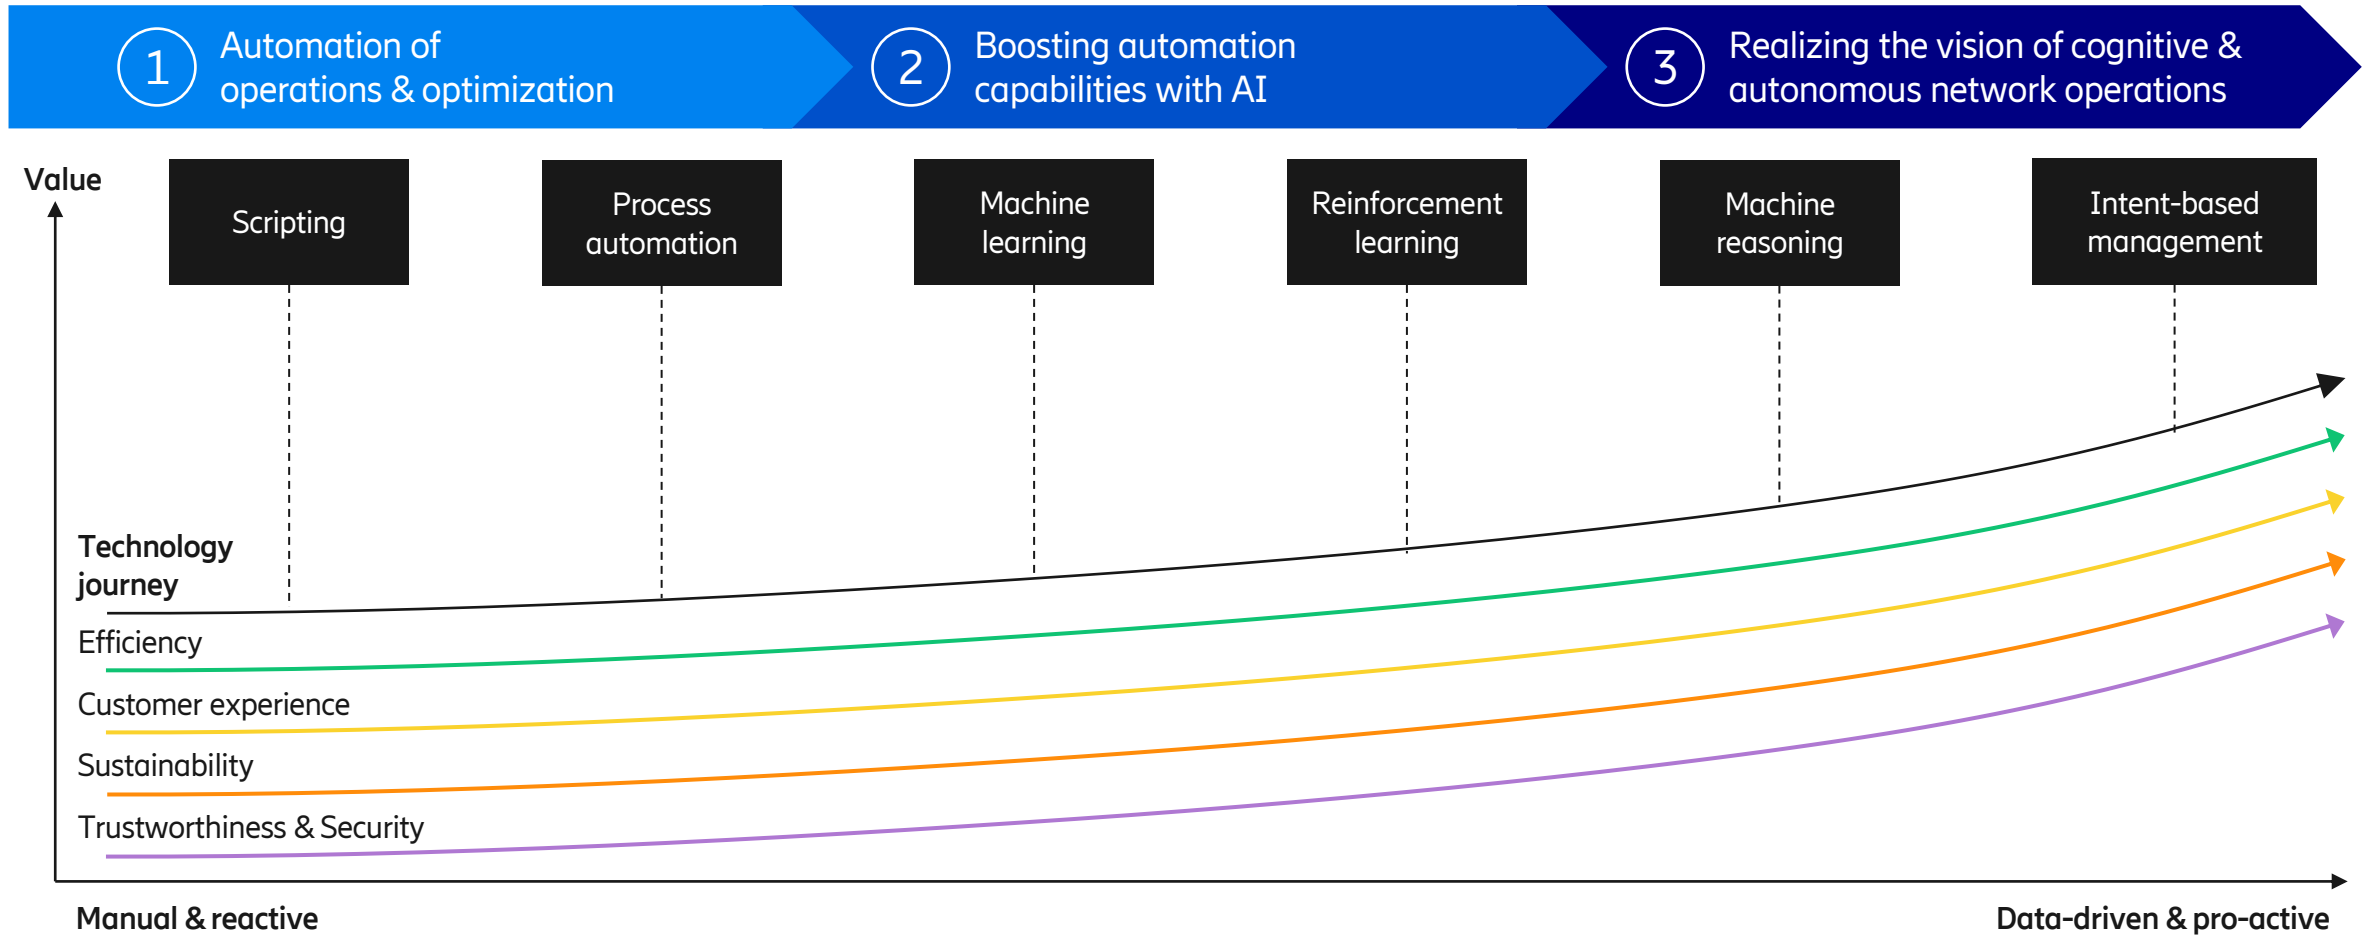 1
Automation of
operations & optimization
2
Boosting automation
capabilities with AI
3
Realizing the vision of cognitive &
autonomous network operations
Value
Scripting
Process
automation
Machine
learning
Reinforcement
learning
Machine
reasoning
Intent-based
management
Technology
journey
Efficiency
Customer experience
Sustainability
Trustworthiness & Security
Manual & reactive
Data-driven & pro-active